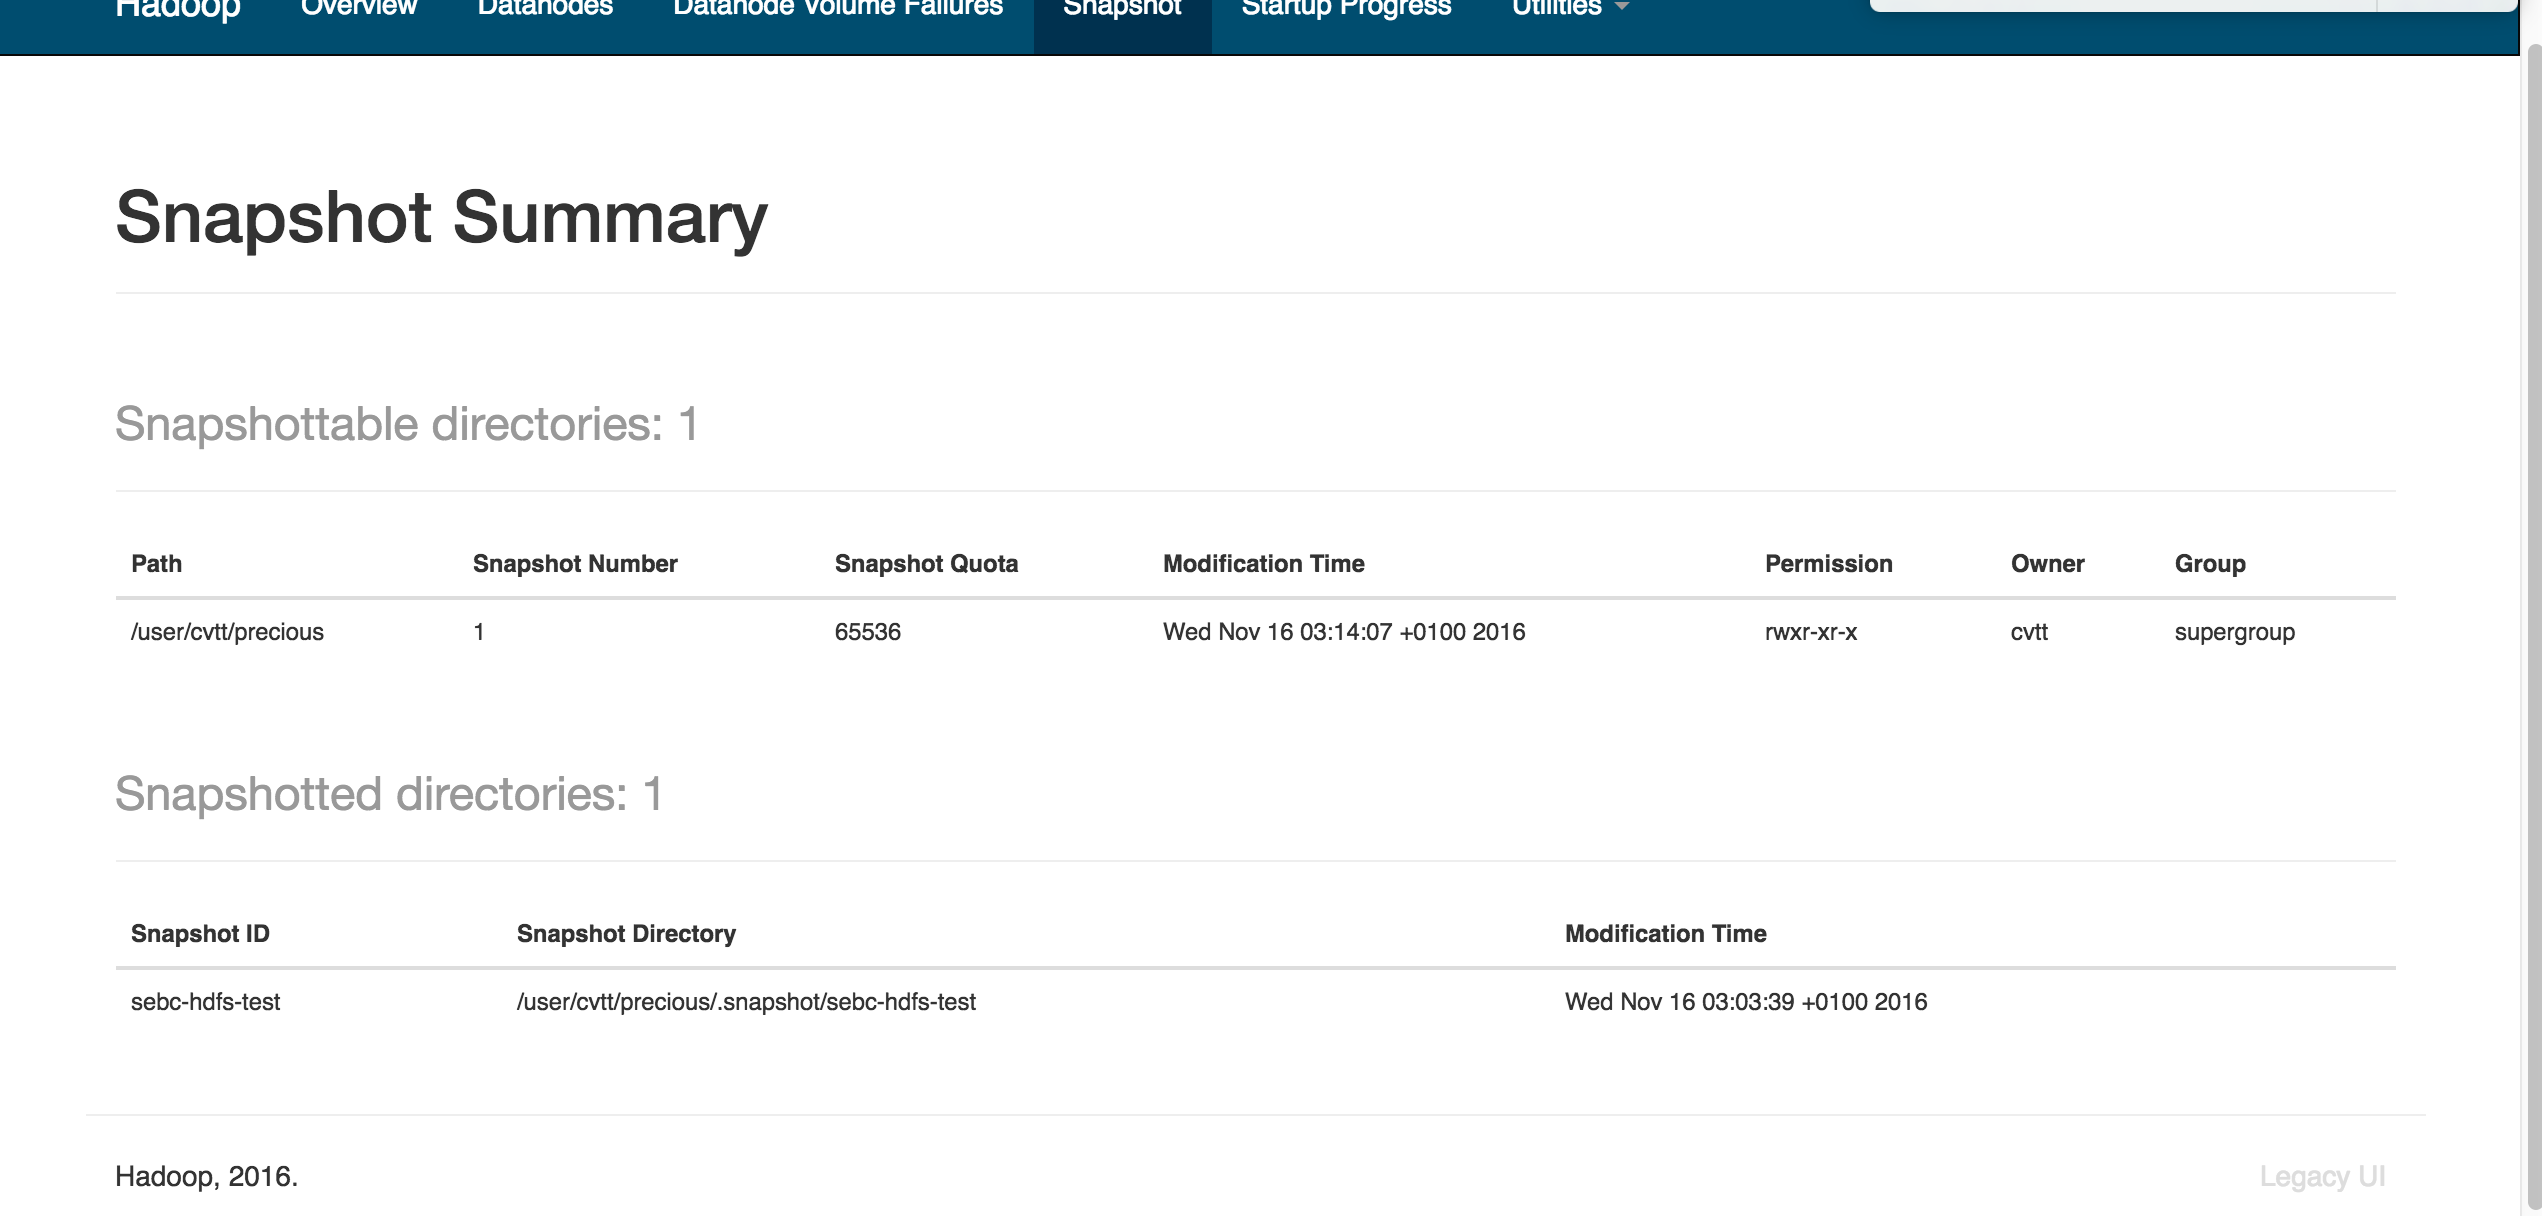 Hadoop Overview Datanodes Datanode Volume Failures Snapshot Startup Progress Utilities
Snapshot Summary
Snapshottable directories: 1
Path Snapshot Number Snapshot Quota Modification Time Permission Owner Group
/user/cvtt/precious 1 65536 Wed Nov 16 03:14:07 +0100 2016 rwxr-xr-x cvtt supergroup
Snapshotted directories: 1
Snapshot ID Snapshot Directory Modification Time
sebc-hdfs-test /user/cvtt/precious/.snapshot/sebc-hdfs-test Wed Nov 16 03:03:39 +0100 2016
Hadoop, 2016. Legacy UI